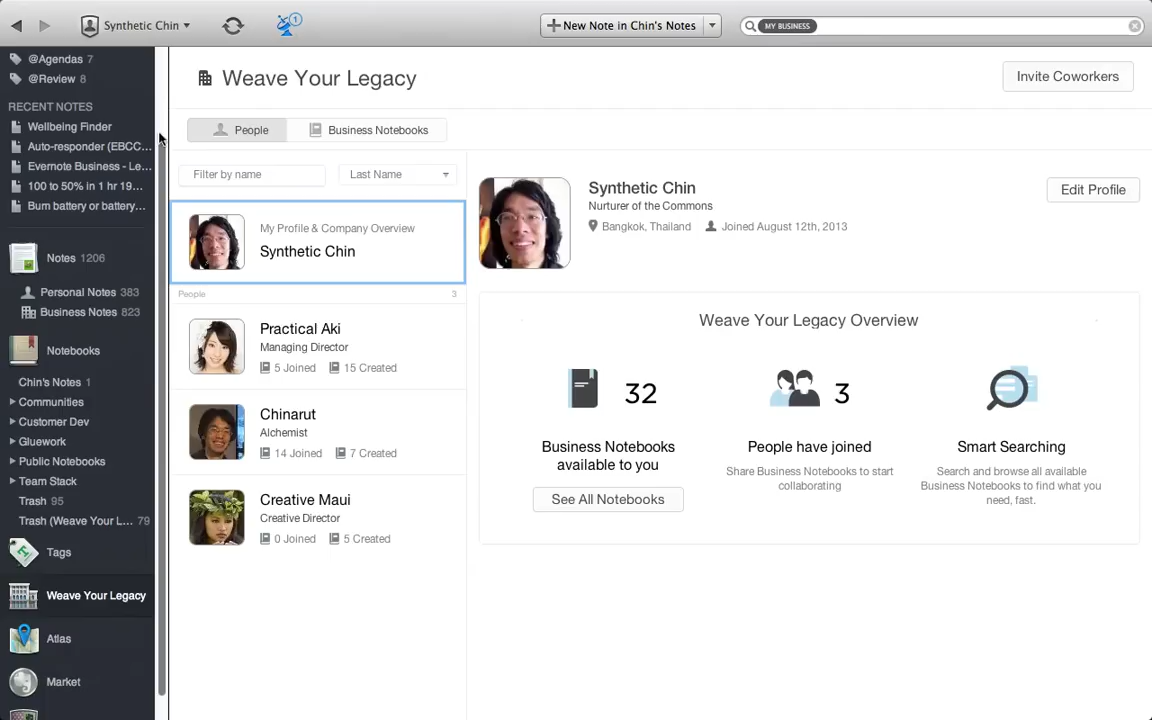 Synthetic Chin
1
New Note in Chin's Notes
MY BUSINESS
@Agendas 7
@Review 8
RECENT NOTES
Wellbeing Finder
Auto-responder (EBCC...
Evernote Business - Le...
100 to 50% in 1 hr 19...
Bum battery or battery...
Notes 1206
Personal Notes 383
Business Notes 823
Notebooks
Chin's Notes 1
Communities
Customer Dev
Gluework
Public Notebooks
Team Stack
Trash 95
Trash (Weave Your L... 79
Tags
Weave Your Legacy
Atlas
Market
Weave Your Legacy
Invite Coworkers
People
Business Notebooks
Filter by name
Last Name
My Profile & Company Overview
Synthetic Chin
People 3
Practical Aki
Managing Director
5 Joined 15 Created
Chinarut
Alchemist
14 Joined 7 Created
Creative Maui
Creative Director
0 Joined 5 Created
Synthetic Chin
Nurturer of the Commons
Bangkok, Thailand Joined August 12th, 2013
Edit Profile
Weave Your Legacy Overview
32
Business Notebooks
available to you
See All Notebooks
3
People have joined
Share Business Notebooks to start
collaborating
Smart Searching
Search and browse all available
Business Notebooks to find what you
need, fast.